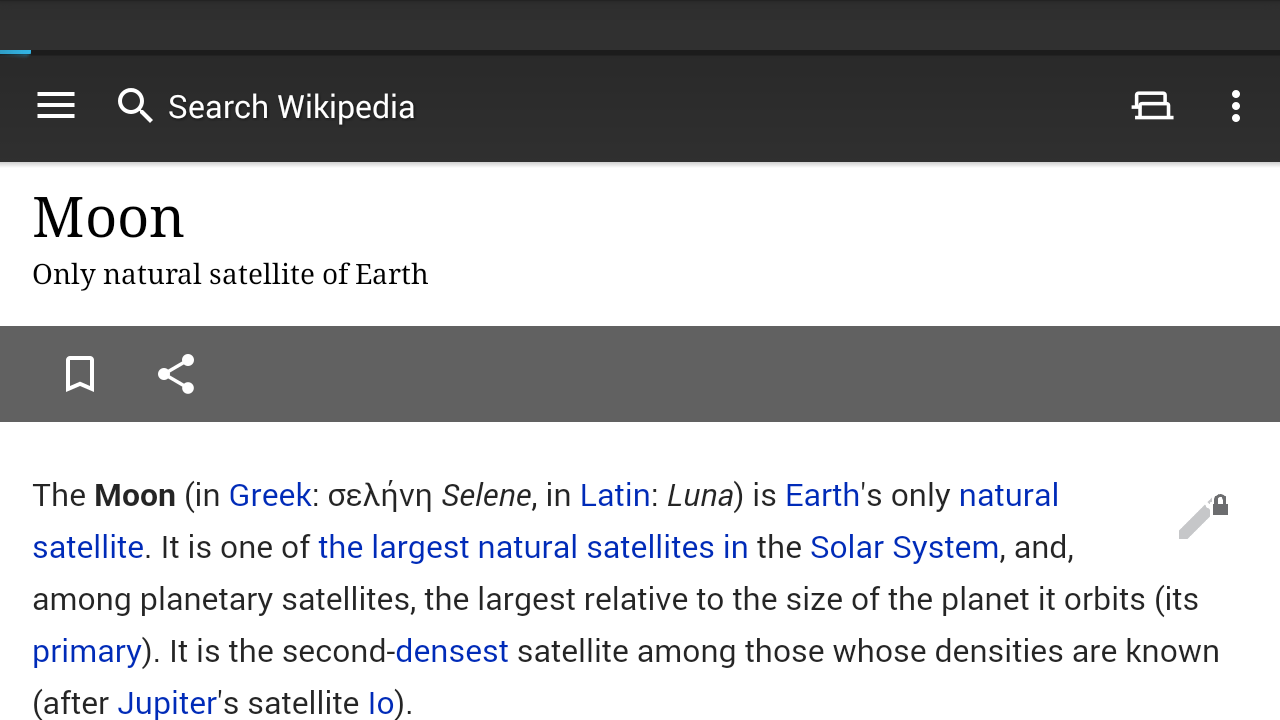 Search Wikipedia
Moon
Only natural satellite of Earth
The Moon (in Greek: σελήνη Selene, in Latin: Luna) is Earth's only natural
satellite. It is one of the largest natural satellites in the Solar System, and,
among planetary satellites, the largest relative to the size of the planet it orbits (its
primary). It is the second-densest satellite among those whose densities are known
(after Jupiter's satellite Io).